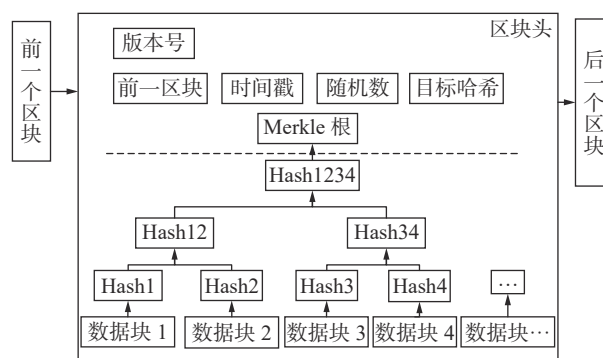 前一个区块
区块头
版本号
前一区块
时间戳
随机数
目标哈希
Merkle 根
Hash1234
Hash12
Hash34
Hash1
Hash2
Hash3
Hash4
…
数据块 1
数据块 2
数据块 3
数据块 4
数据块…
后一个区块